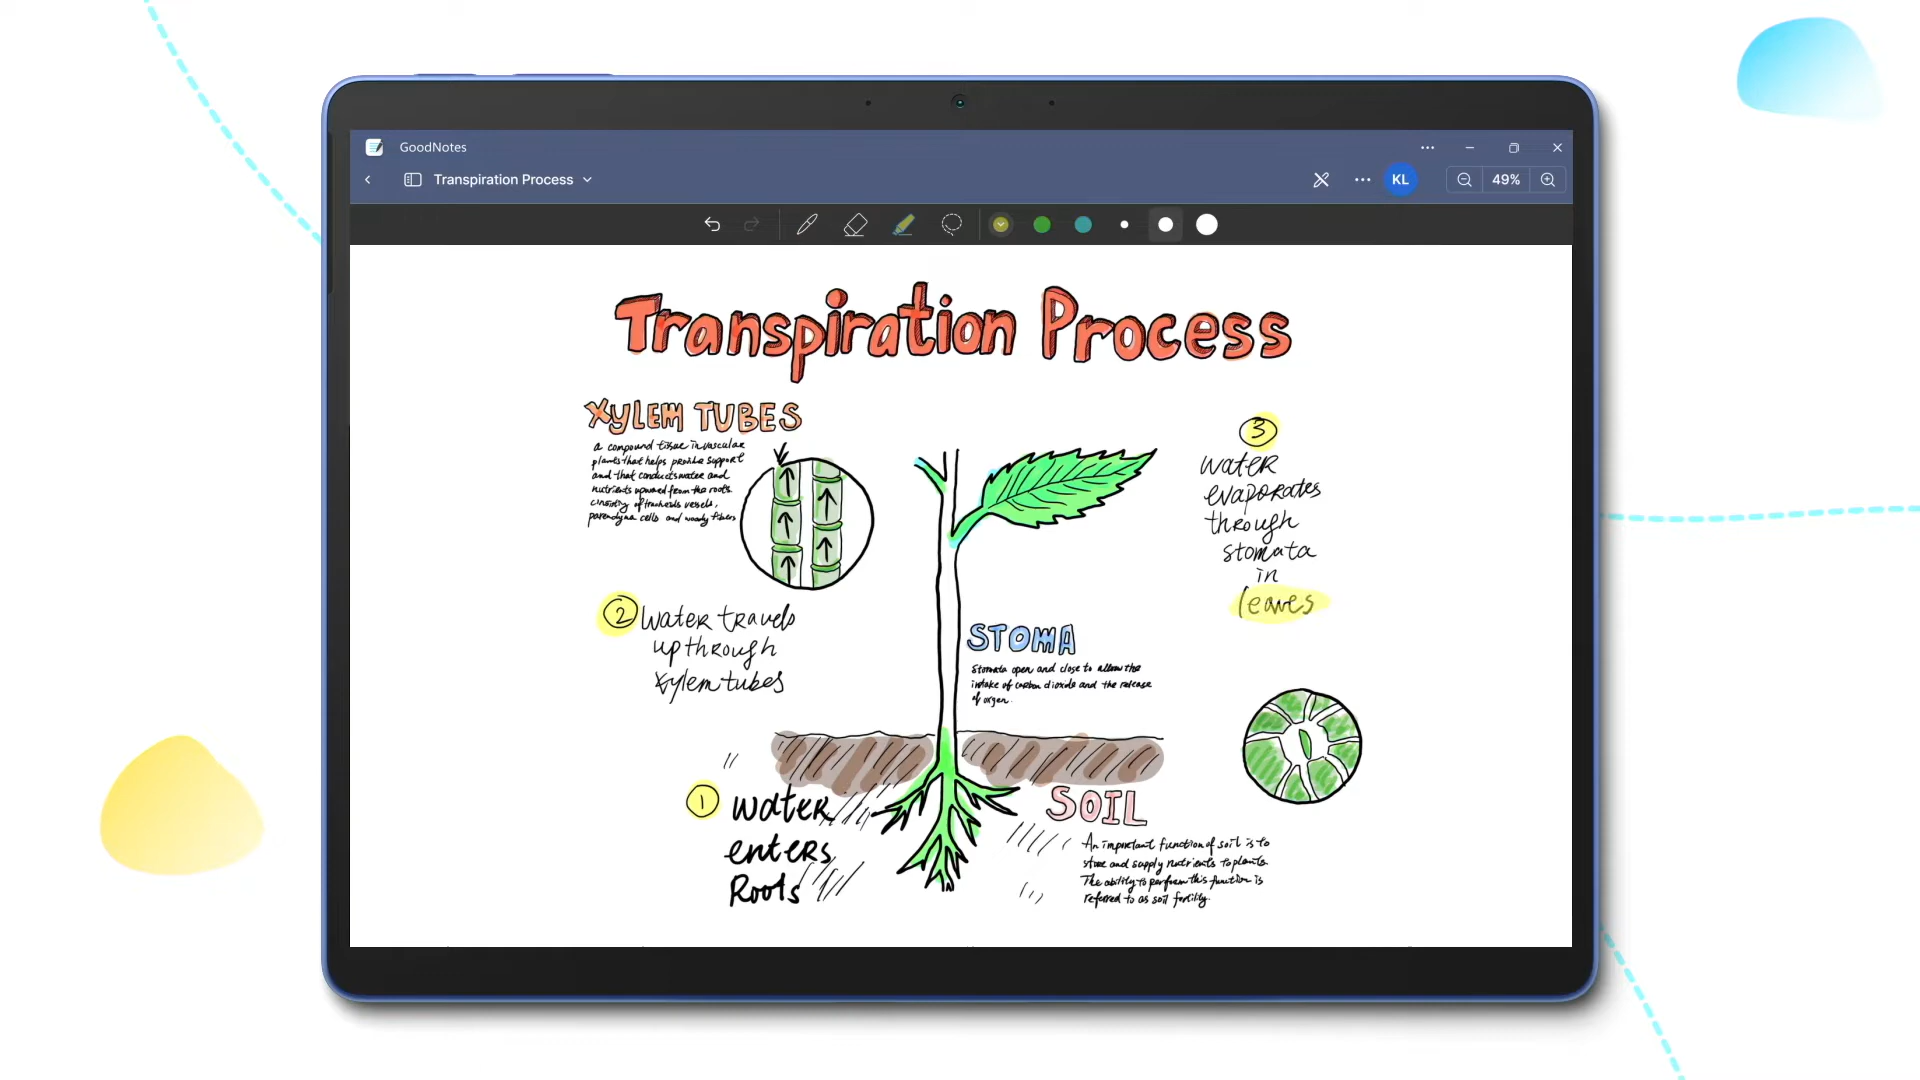 GoodNotes
Transpiration Process
KL
49%
Transpiration Process
XYLEM TUBES
a compound tissue in vascular
plants that helps provide support
and that conducts water and
nutrients upward from the roots.
of tracheids vessels,
cells and woody fibers
3
water
evaporates
through
stomata
in
leaves
2 Water travels
up through
xylem tubes
STOMA
Stomata open and close to allow the
intake of carbon dioxide and the release
of
1 water
enters
Roots
SOIL
An important function of soil is to
store and supply nutrients to plants.
The ability to perform this function is
referred to as soil fertility.